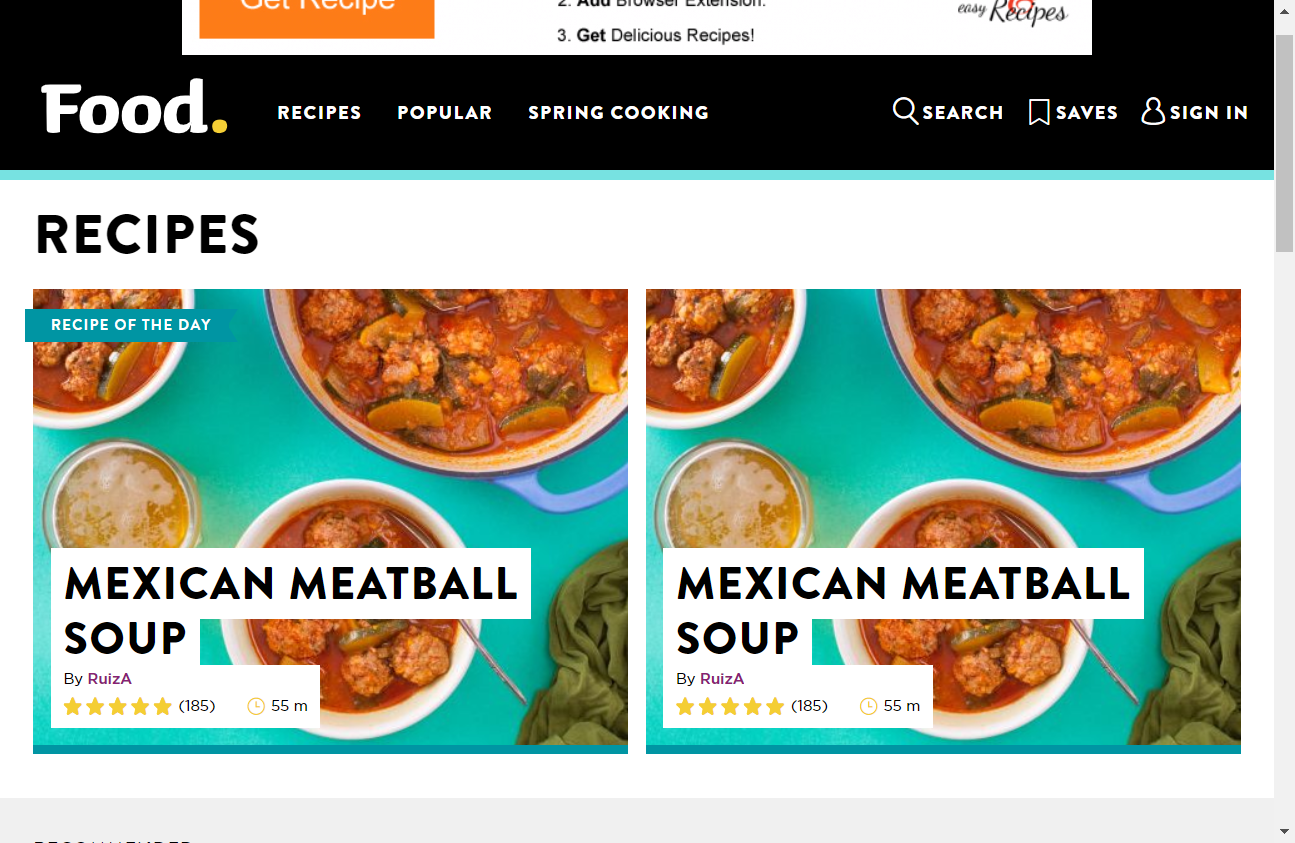 Get Recipe
2. Add Browser Extension.
3. Get Delicious Recipes!
easy Recipes
Food.
RECIPES
POPULAR
SPRING COOKING
SEARCH
SAVES
SIGN IN
RECIPES
RECIPE OF THE DAY
MEXICAN MEATBALL
SOUP
By RuizA
(185)
55 m
MEXICAN MEATBALL
SOUP
By RuizA
(185)
55 m